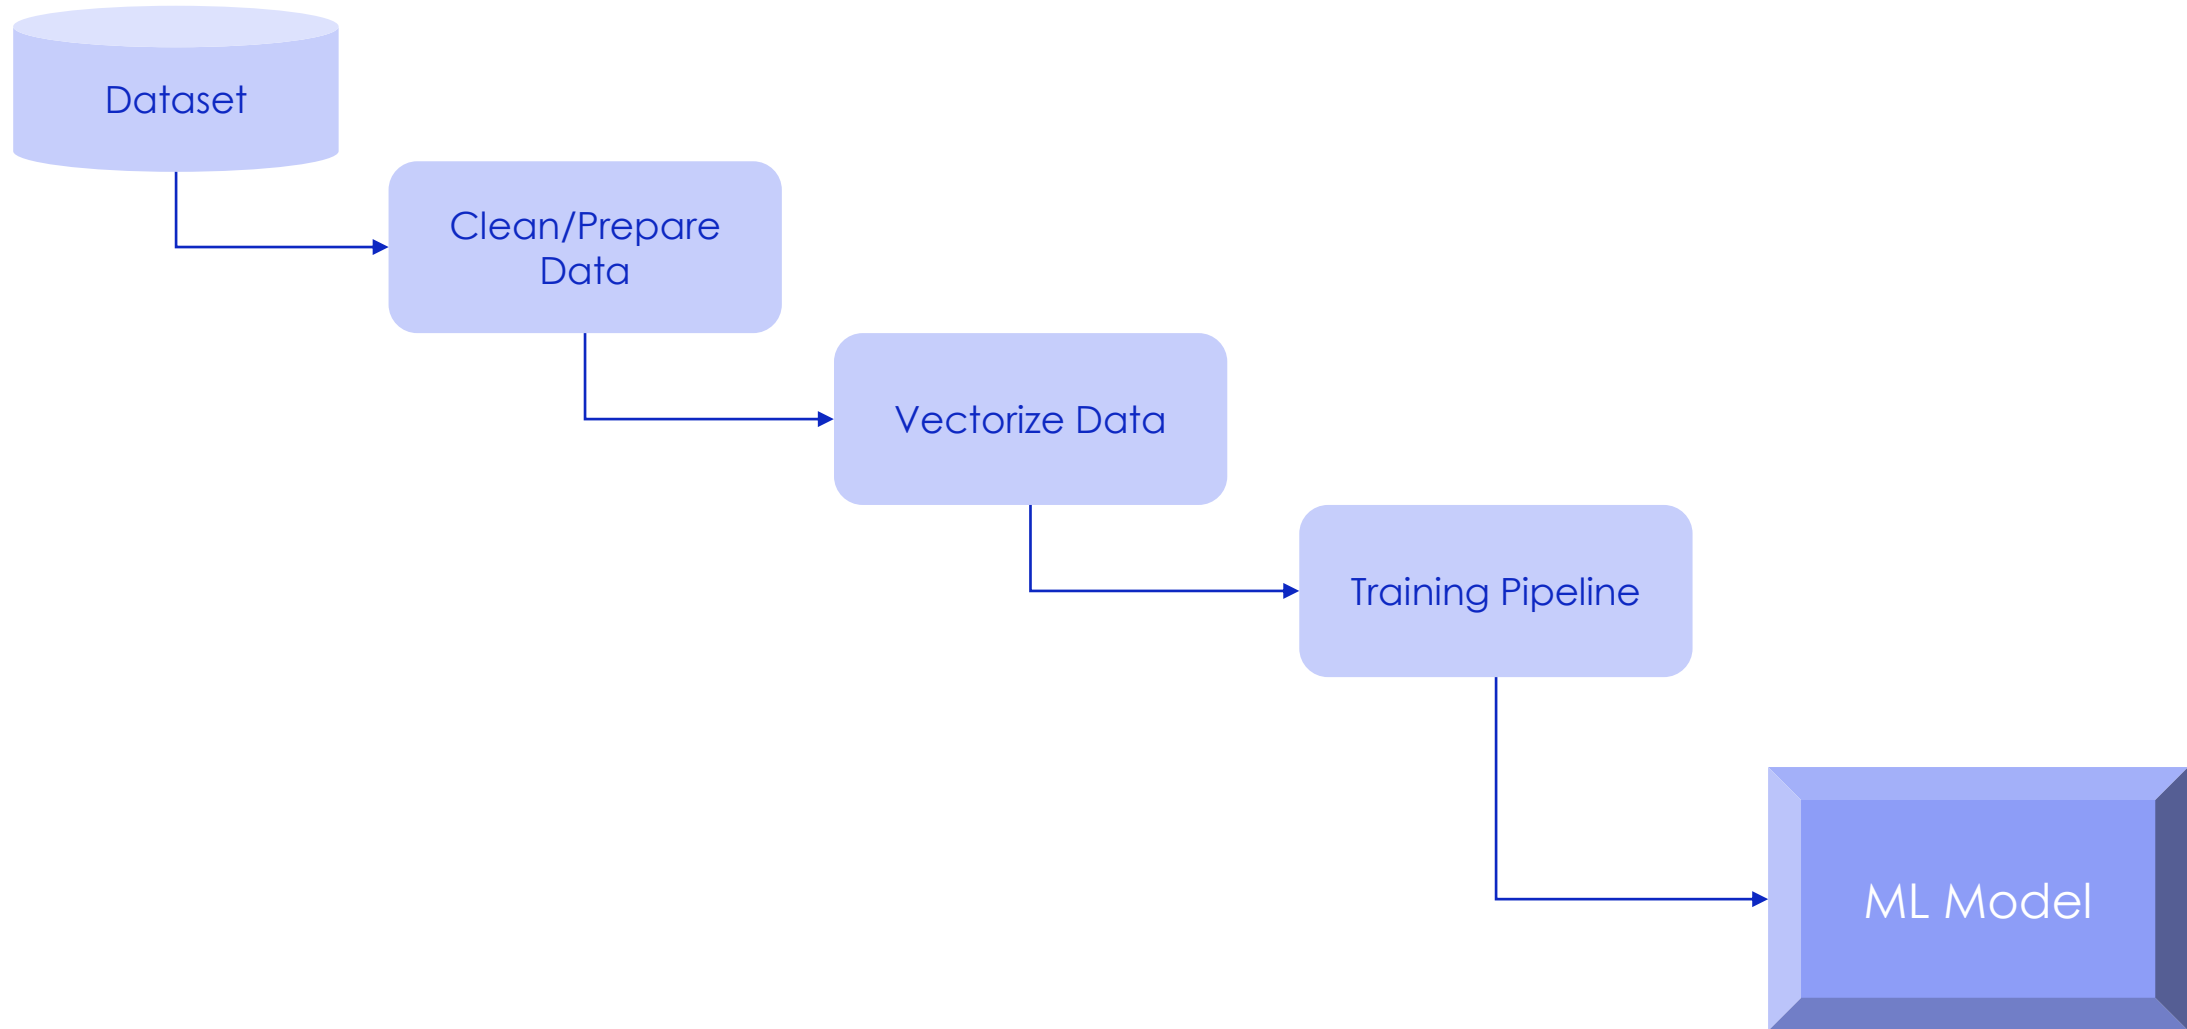 Dataset
Clean/Prepare
Data
Vectorize Data
Training Pipeline
ML Model